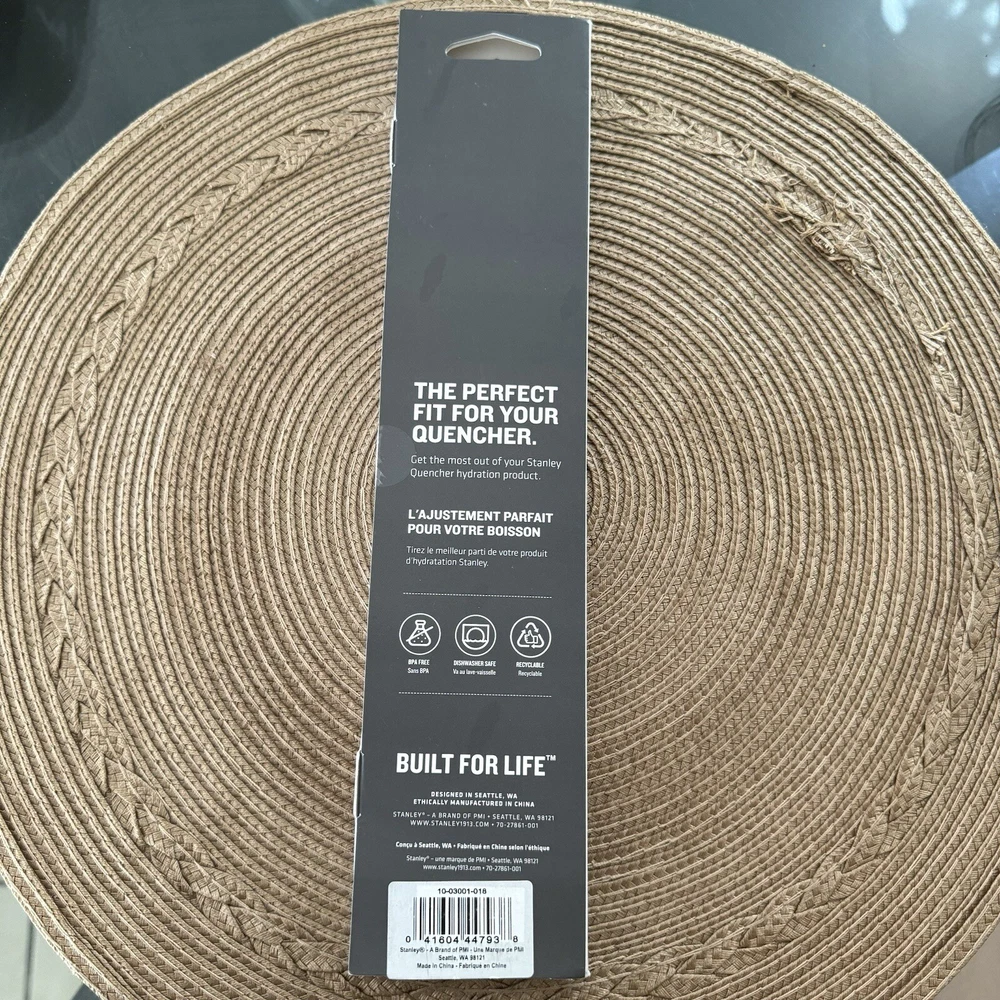 THE PERFECT
FIT FOR YOUR
QUENCHER.
Get the most out of your Stanley
Quencher hydration product.
L'AJUSTEMENT PARFAIT
POUR VOTRE BOISSON
Tirez le meilleur parti de votre produit
d'hydratation Stanley.
BPA FREE
Sans BPA
DISHWASHER SAFE
Va au lave-vaisselle
RECYCLABLE
Recyclable
BUILT FOR LIFE™
DESIGNED IN SEATTLE, WA
ETHICALLY MANUFACTURED IN CHINA
STANLEY® - A BRAND OF PMI • SEATTLE, WA 98121
WWW.STANLEY1913.COM • 70-27861-001
Conçu à Seattle, WA • Fabriqué en Chine selon l'éthique
Stanley® – une marque de PMI • Seattle, WA 98121
www.stanley1913.com • 70-27861-001
10-03001-018
0 41604 44793 8
Stanley® - A Brand of PMI - Une Marque de PMI
Seattle, WA 98121
Made in China - Fabriqué en Chine